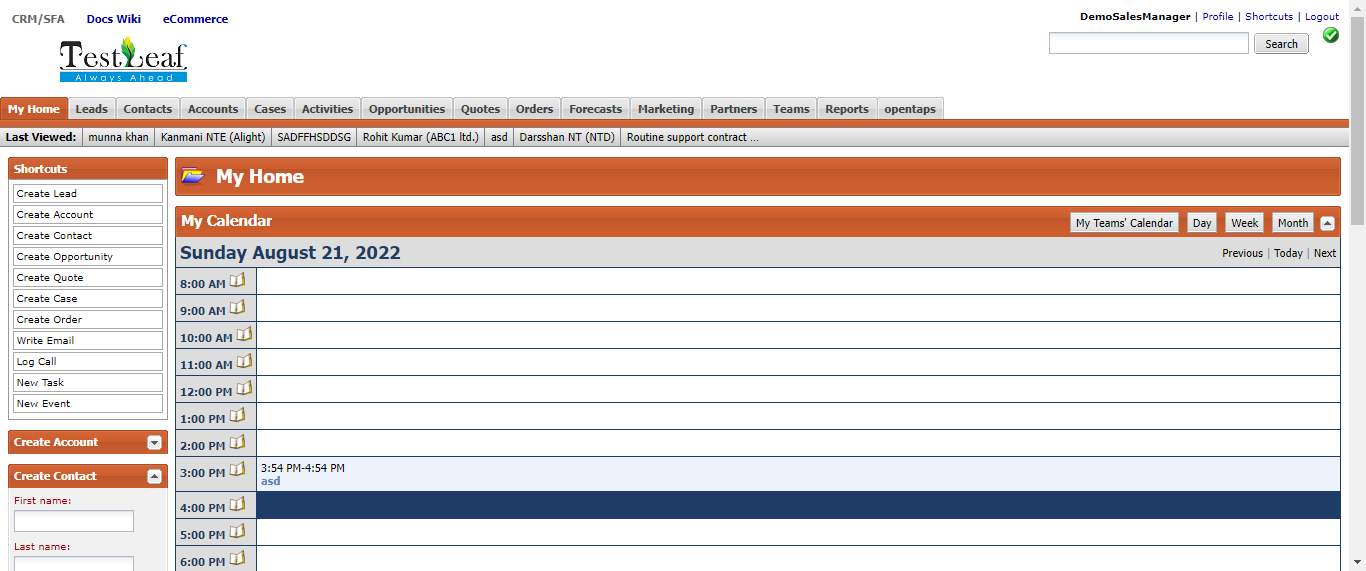 CRM/SFA Docs Wiki eCommerce
DemoSalesManager | Profile | Shortcuts | Logout
Search
TestLeaf
Always Ahead
My Home Leads Contacts Accounts Cases Activities Opportunities Quotes Orders Forecasts Marketing Partners Teams Reports opentaps
Last Viewed: munna khan Kanmani NTE (Alight) SADFFHSDDSG Rohit Kumar (ABC1 ltd.) asd Darsshan NT (NTD) Routine support contract ...
Shortcuts
Create Lead
Create Account
Create Contact
Create Opportunity
Create Quote
Create Case
Create Order
Write Email
Log Call
New Task
New Event
Create Account
Create Contact
First name:
Last name:
My Home
My Calendar
My Teams' Calendar Day Week Month
Sunday August 21, 2022
Previous | Today | Next
8:00 AM
9:00 AM
10:00 AM
11:00 AM
12:00 PM
1:00 PM
2:00 PM
3:00 PM 3:54 PM-4:54 PM
asd
4:00 PM
5:00 PM
6:00 PM